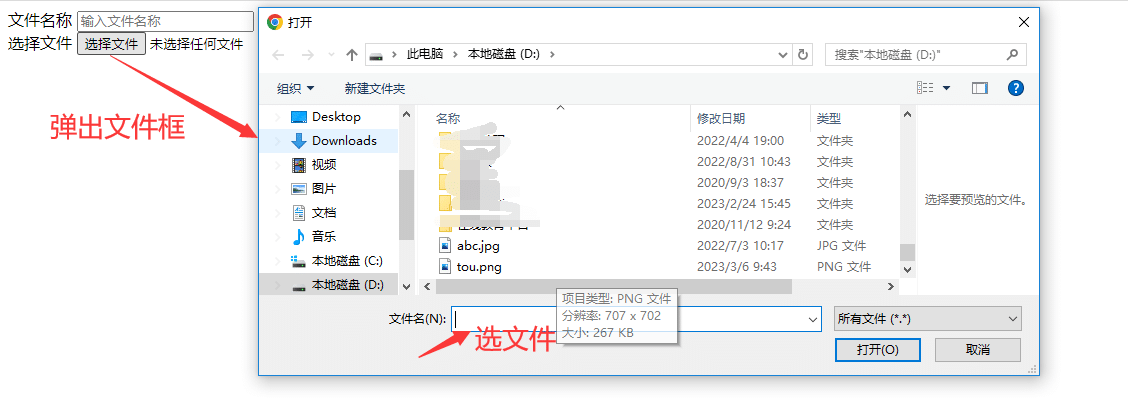 文件名称 输入文件名称
选择文件 选择文件 未选择任何文件
弹出文件框
打开
此电脑 本地磁盘 (D:)
搜索"本地磁盘 (D:)"
组织 新建文件夹
Desktop
Downloads
视频
图片
文档
音乐
本地磁盘 (C:)
本地磁盘 (D:)
名称 修改日期 类型
2022/4/4 19:00 文件夹
2022/8/31 10:43 文件夹
2020/9/3 18:37 文件夹
2023/2/24 15:45 文件夹
2020/11/12 9:24 文件夹
abc.jpg 2022/7/3 10:17 JPG 文件
tou.png 2023/3/6 9:43 PNG 文件
选择要预览的文件。
项目类型: PNG 文件
分辨率: 707 x 702
大小: 267 KB
文件名(N): 所有文件 (*.*)
选文件
打开(O) 取消